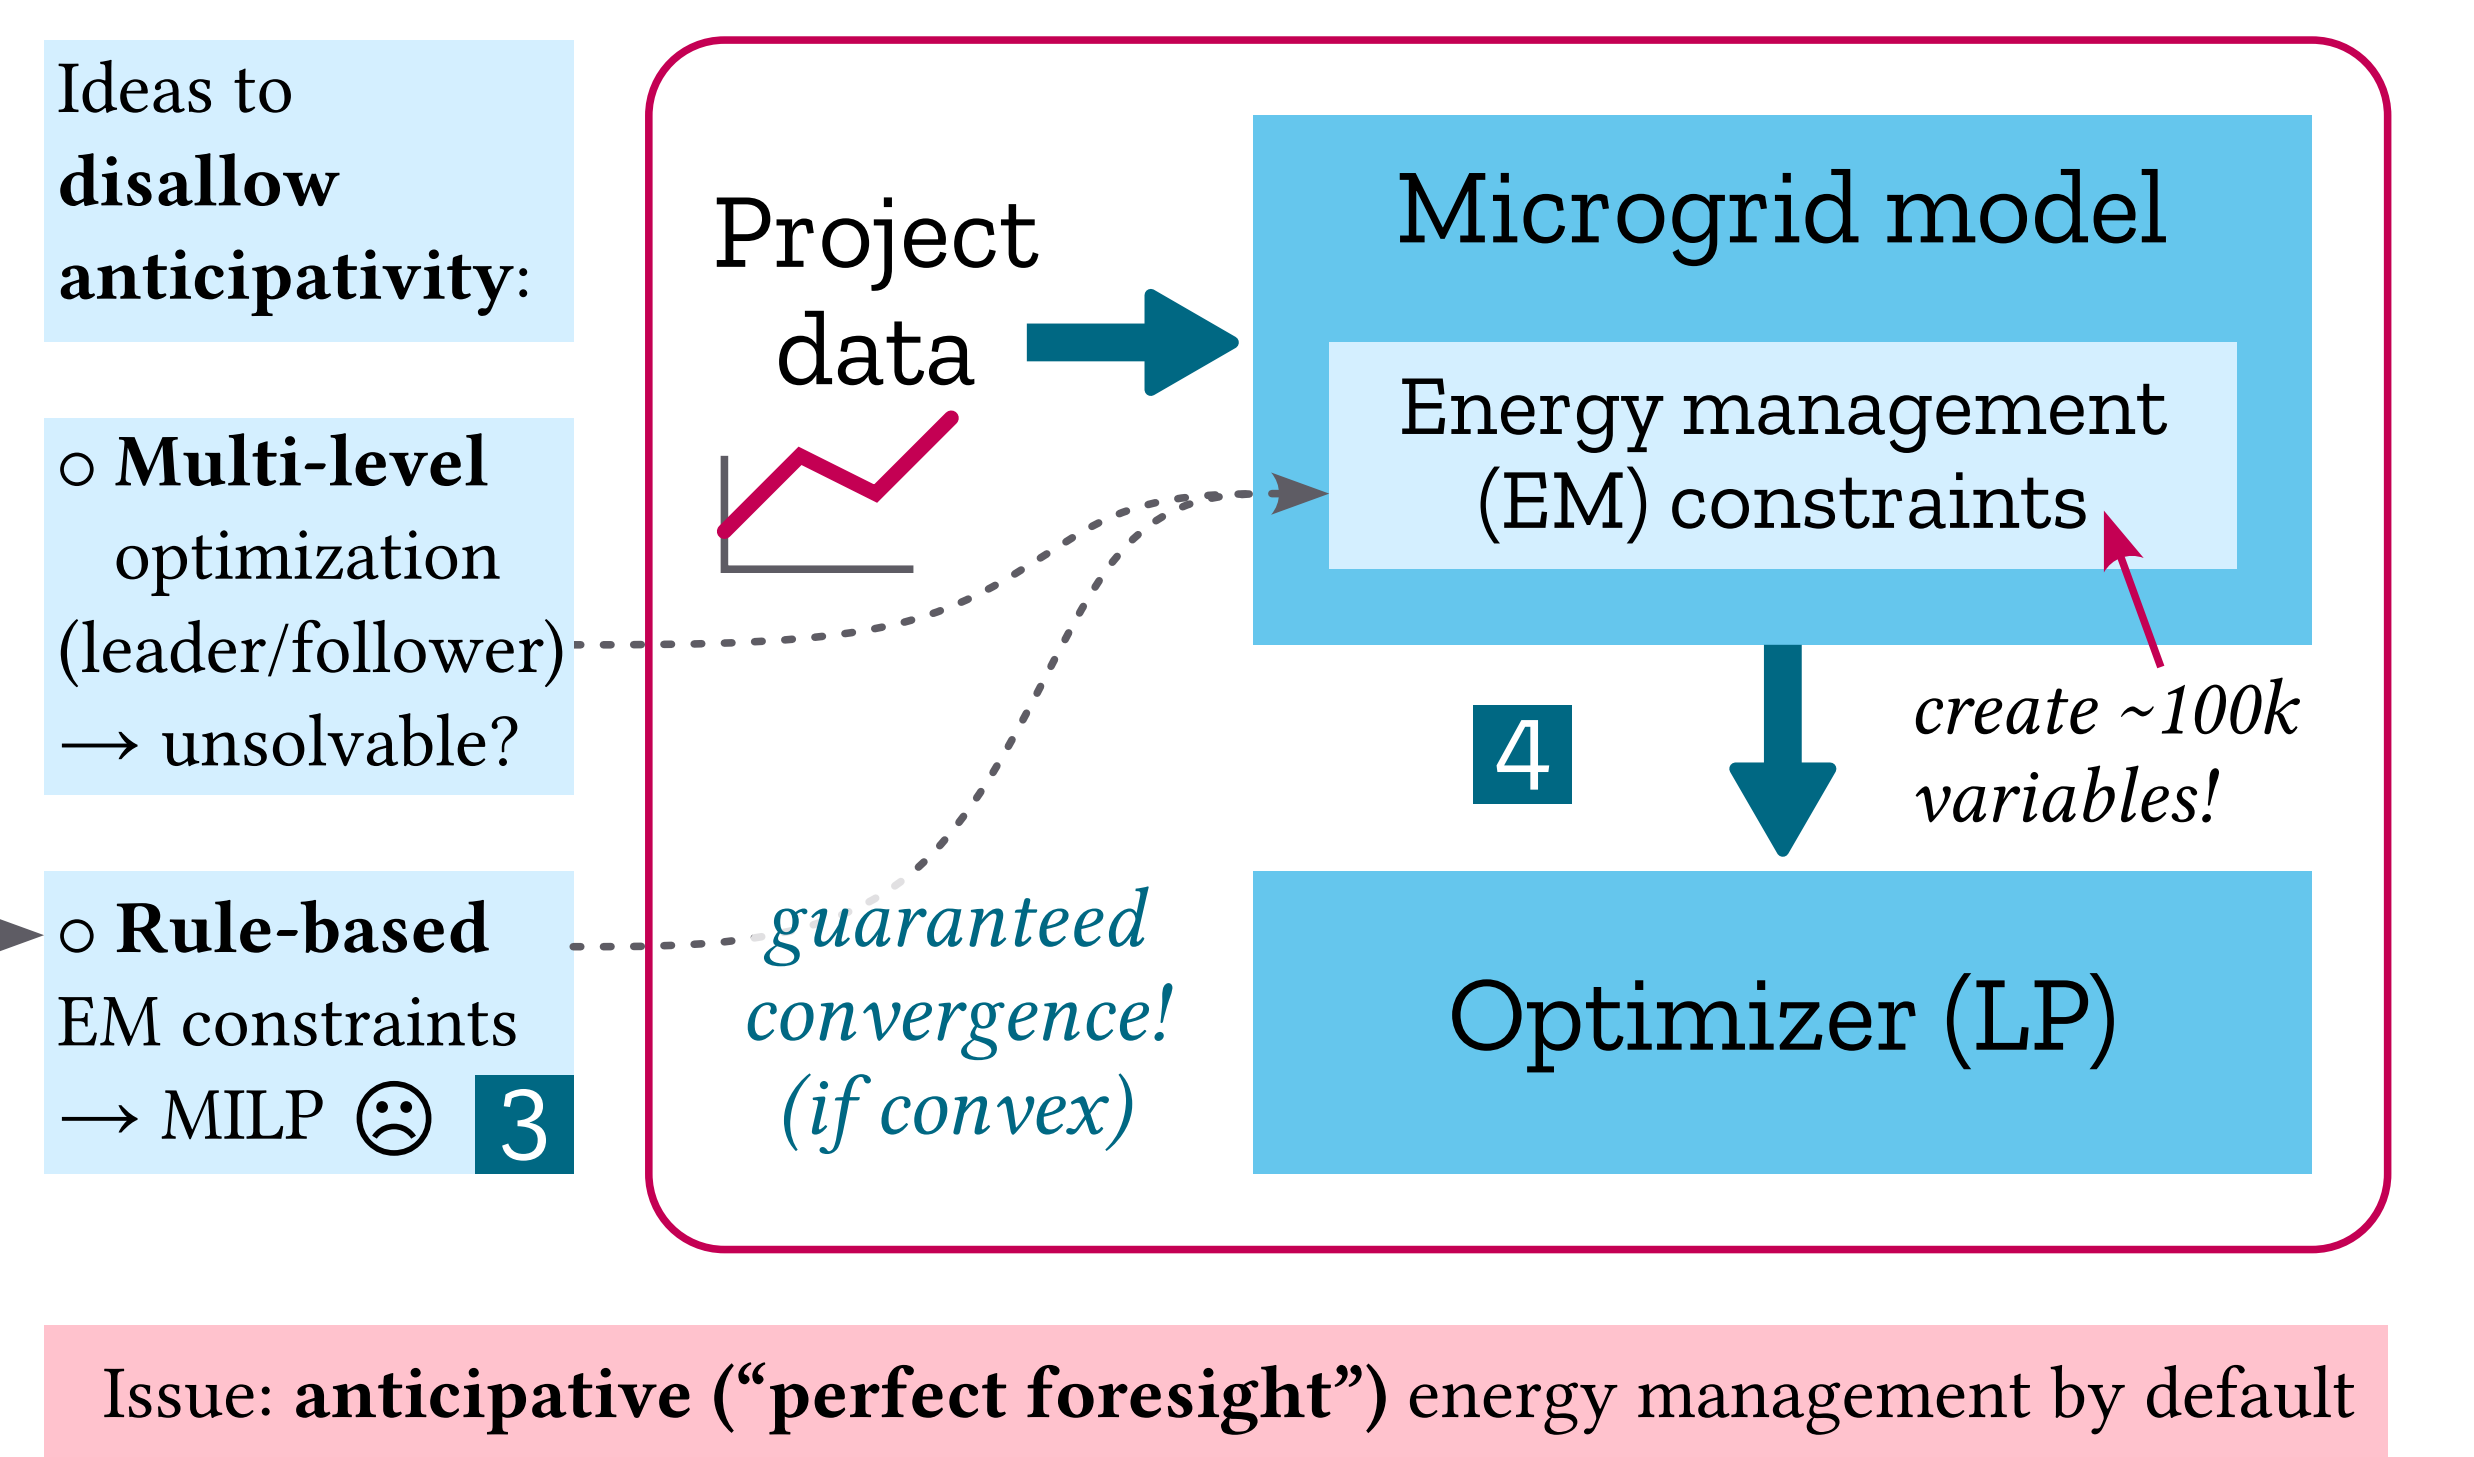 Ideas to
disallow
anticipativity:
○ Multi-level
optimization
(leader/follower)
→ unsolvable?
○ Rule-based
EM constraints
→ MILP ☹
3
Project
data
guaranteed
convergence!
(if convex)
Microgrid model
Energy management
(EM) constraints
4
create ~100k
variables!
Optimizer (LP)
Issue: anticipative (“perfect foresight”) energy management by default